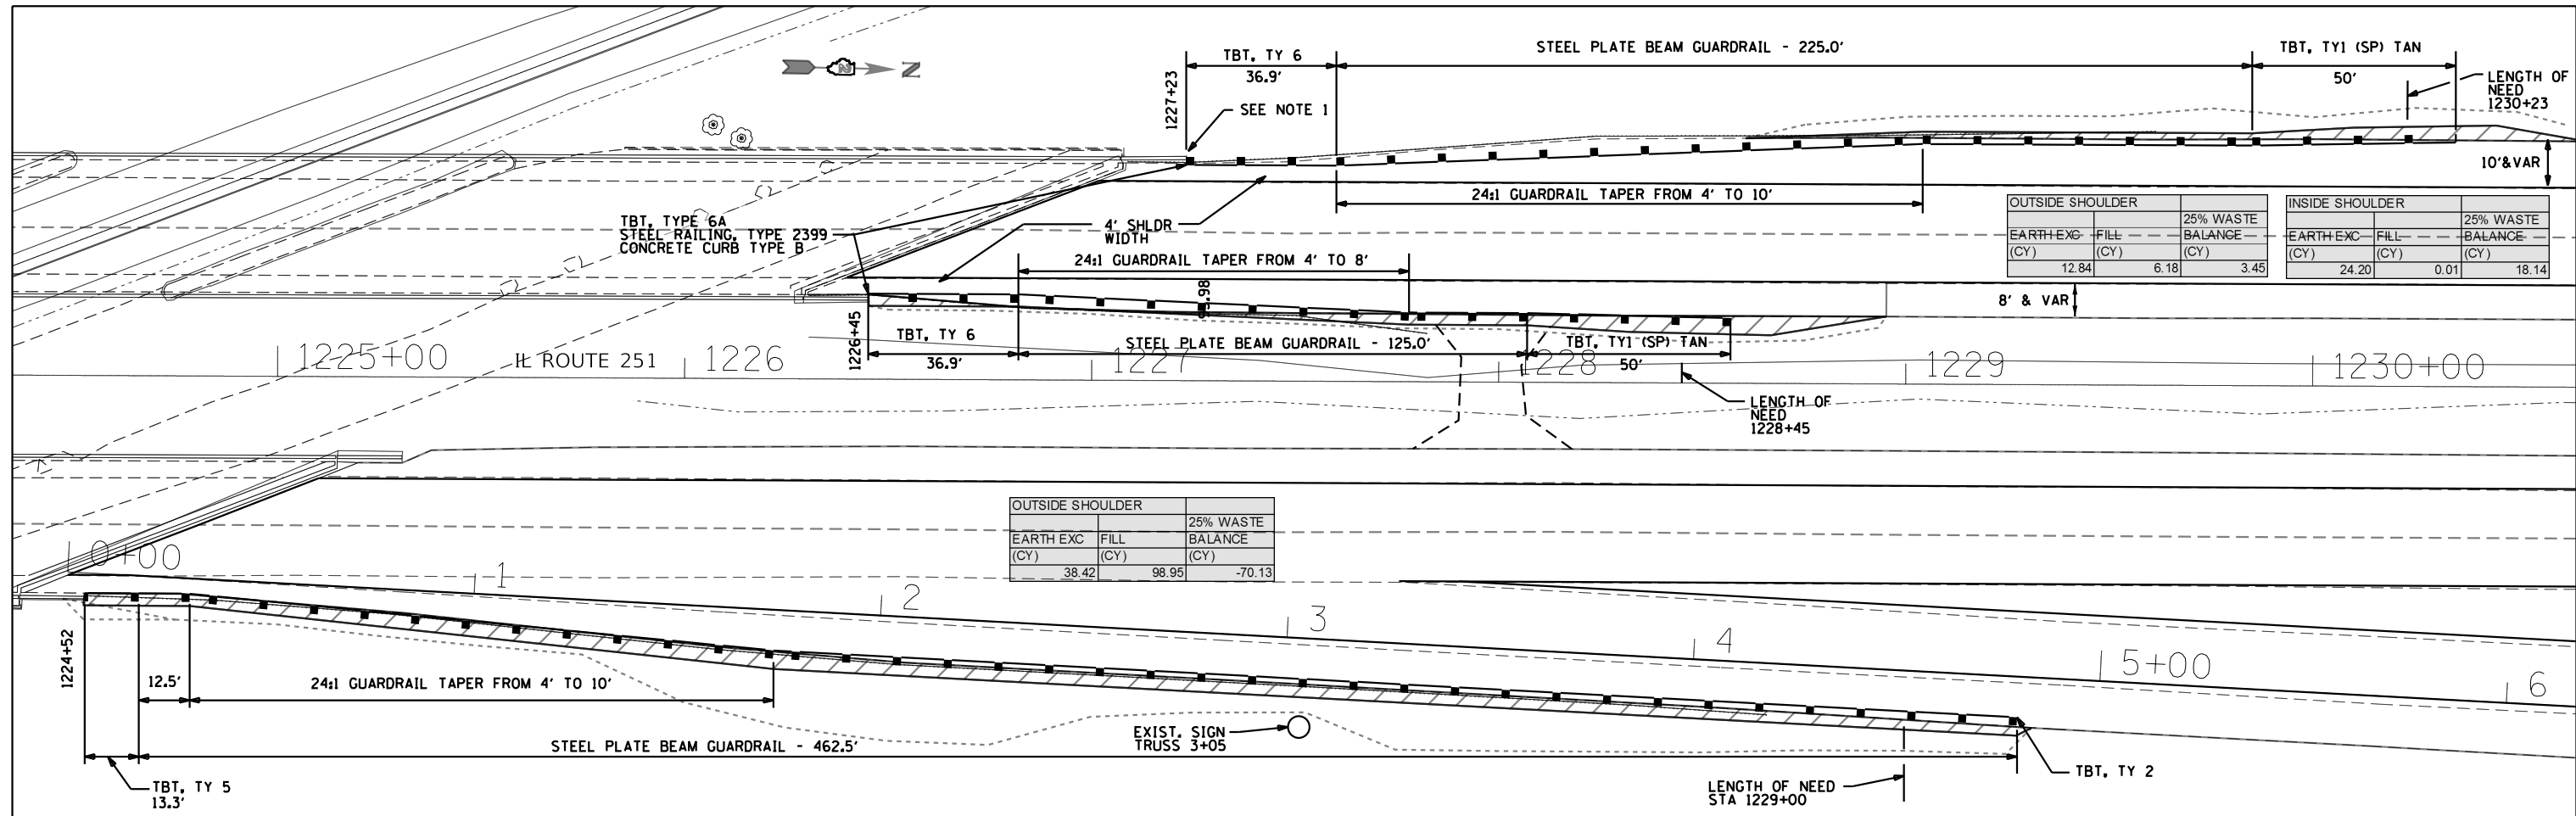 TBT, TY 6
36.9'
STEEL PLATE BEAM GUARDRAIL - 225.0'
TBT, TY1 (SP) TAN
50'
LENGTH OF
NEED
1230+23
N
1227+23
SEE NOTE 1
10'&VAR
24:1 GUARDRAIL TAPER FROM 4' TO 10'
TBT, TYPE 6A
STEEL RAILING, TYPE 2399
CONCRETE CURB TYPE B
4' SHLDR
WIDTH
OUTSIDE SHOULDER
25% WASTE
EARTH EXC FILL BALANCE
(CY) (CY) (CY)
12.84 6.18 3.45
INSIDE SHOULDER
25% WASTE
EARTH EXC FILL BALANCE
(CY) (CY) (CY)
24.20 0.01 18.14
24:1 GUARDRAIL TAPER FROM 4' TO 8'
8' & VAR
1226+45
TBT, TY 6
36.9'
STEEL PLATE BEAM GUARDRAIL - 125.0'
TBT, TY1 (SP) TAN
50'
1225+00
IL ROUTE 251
1226
1227
1228
1229
1230+00
LENGTH OF
NEED
1228+45
OUTSIDE SHOULDER
25% WASTE
EARTH EXC FILL BALANCE
(CY) (CY) (CY)
38.42 98.95 -70.13
0+00
1
2
3
4
5+00
6
1224+52
12.5'
24:1 GUARDRAIL TAPER FROM 4' TO 10'
STEEL PLATE BEAM GUARDRAIL - 462.5'
EXIST. SIGN
TRUSS 3+05
TBT, TY 5
13.3'
LENGTH OF NEED
STA 1229+00
TBT, TY 2